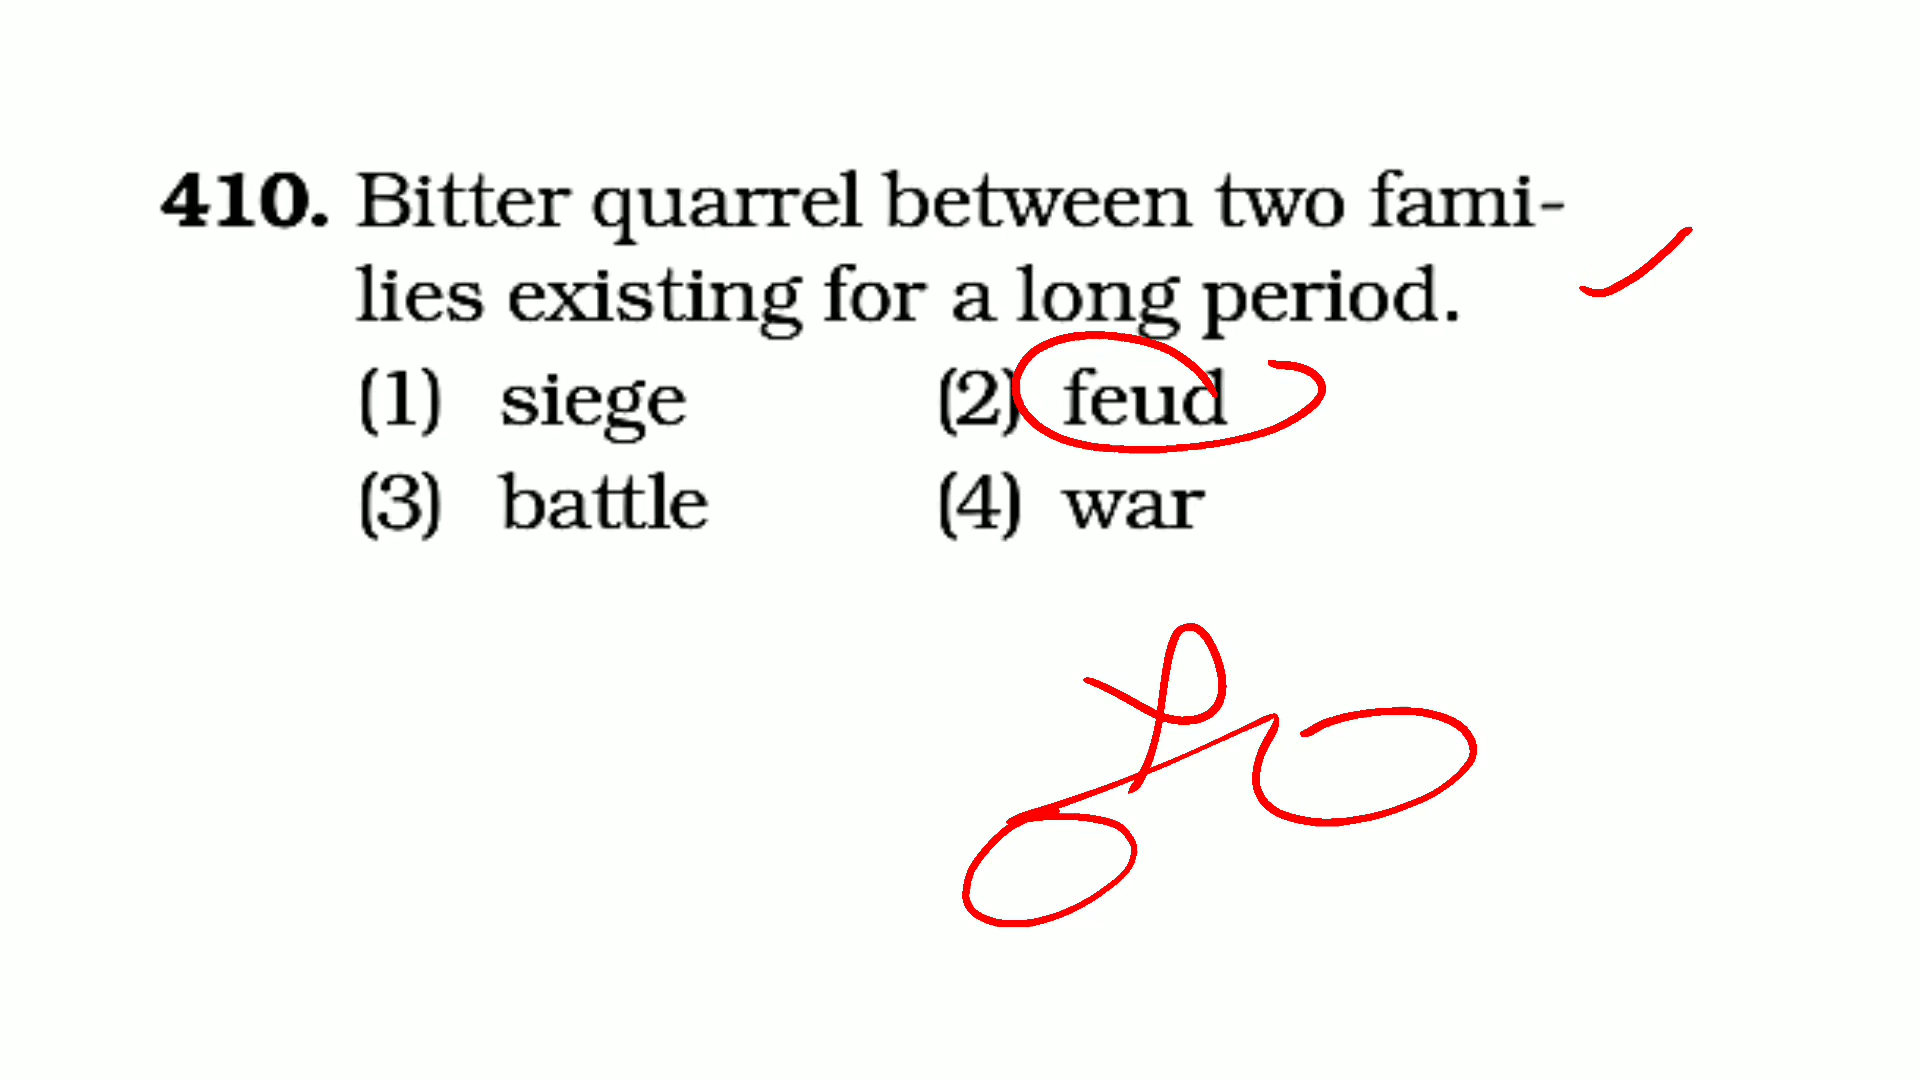 410. Bitter quarrel between two fami-
lies existing for a long period.
(1) siege (2) feud
(3) battle (4) war